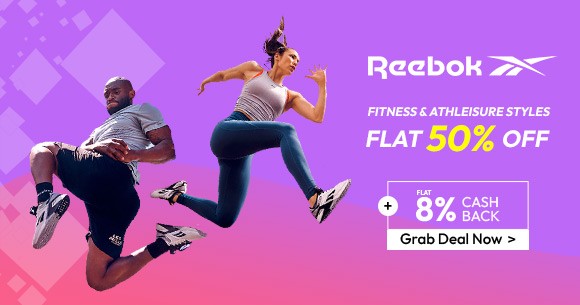 Reebok
FITNESS & ATHLEISURE STYLES
FLAT 50% OFF
+
FLAT
8% CASH
BACK
Grab Deal Now >